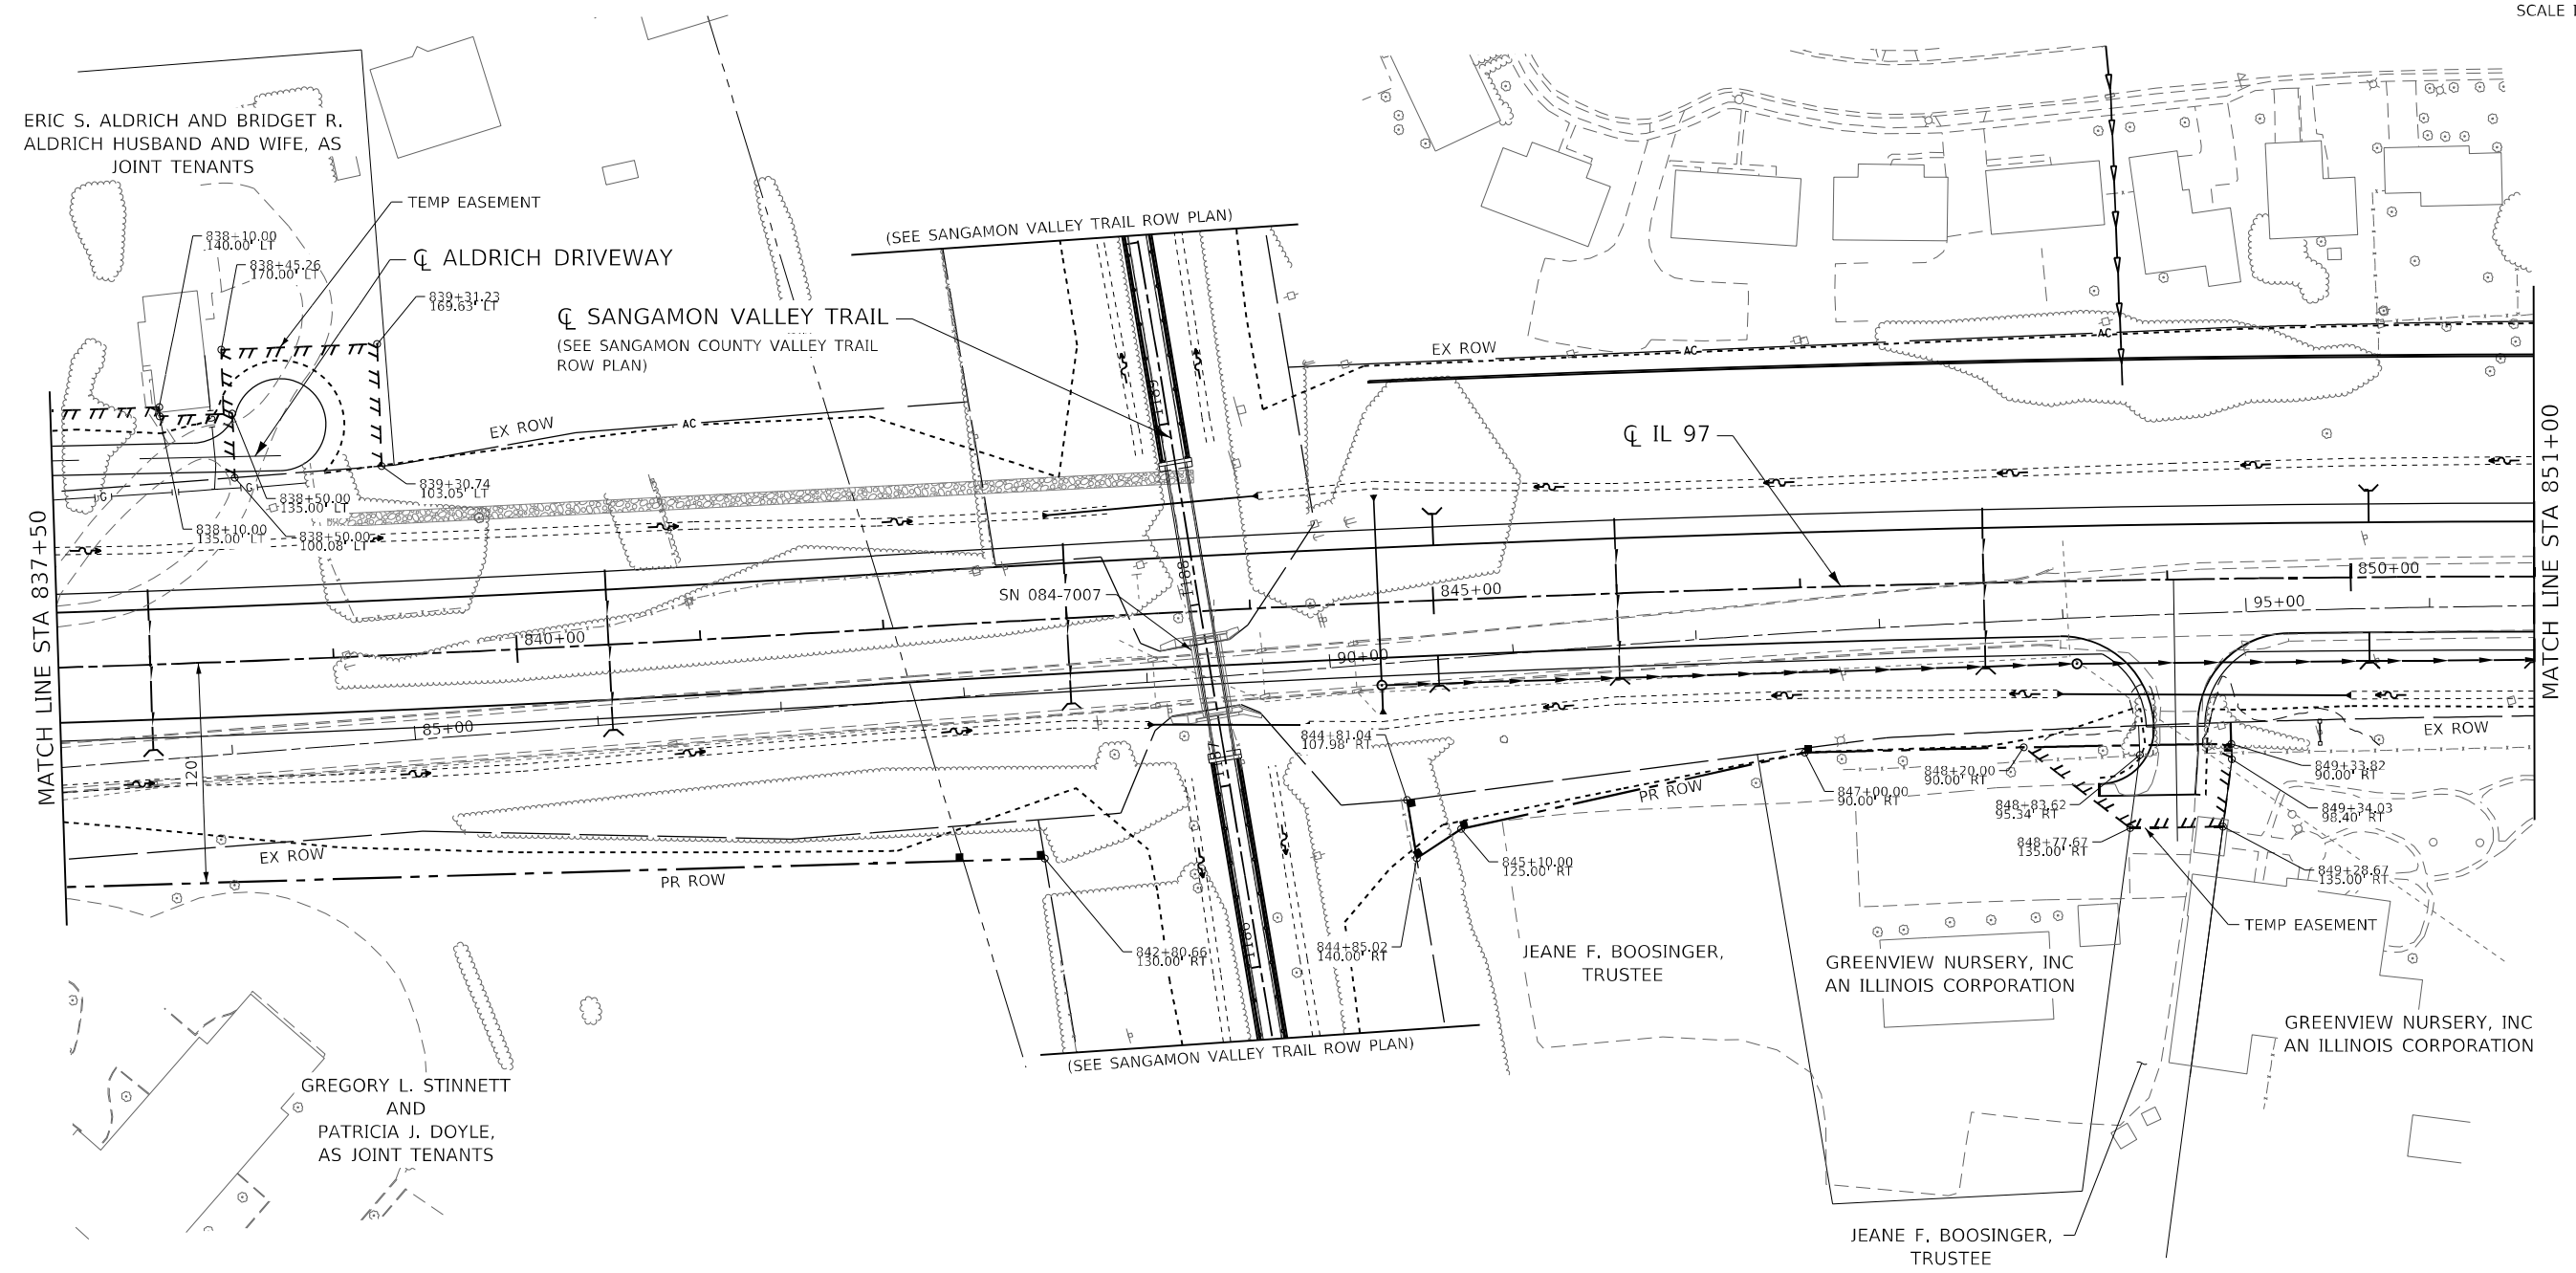 SCALE
ERIC S. ALDRICH AND BRIDGET R.
ALDRICH HUSBAND AND WIFE, AS
JOINT TENANTS
TEMP EASEMENT
838+10.00
140.00' LT
838+45.26
170.00' LT
℄ ALDRICH DRIVEWAY
839+31.23
169.63' LT
℄ SANGAMON VALLEY TRAIL
(SEE SANGAMON COUNTY VALLEY TRAIL
ROW PLAN)
(SEE SANGAMON VALLEY TRAIL ROW PLAN)
EX ROW
AC
AC
AC
EX ROW
AC
℄ IL 97
839+30.74
103.05' LT
838+50.00
135.00' LT
838+10.00
135.00' LT
838+50.00
100.08' LT
G
G
MATCH LINE STA 837+50
MATCH LINE STA 851+00
1189
1188
1187
1186
SN 084-7007
840+00
845+00
850+00
85+00
90+00
95+00
120'
EX ROW
PR ROW
842+80.66
130.00' RT
844+81.04
107.98' RT
844+85.02
140.00' RT
845+10.00
125.00' RT
PR ROW
847+00.00
90.00' RT
848+20.00
90.00' RT
848+83.62
95.34' RT
848+77.67
135.00' RT
EX ROW
849+33.82
90.00' RT
849+34.03
98.40' RT
849+28.67
135.00' RT
TEMP EASEMENT
JEANE F. BOOSINGER,
TRUSTEE
GREENVIEW NURSERY, INC
AN ILLINOIS CORPORATION
GREENVIEW NURSERY, INC
AN ILLINOIS CORPORATION
(SEE SANGAMON VALLEY TRAIL ROW PLAN)
GREGORY L. STINNETT
AND
PATRICIA J. DOYLE,
AS JOINT TENANTS
JEANE F. BOOSINGER,
TRUSTEE